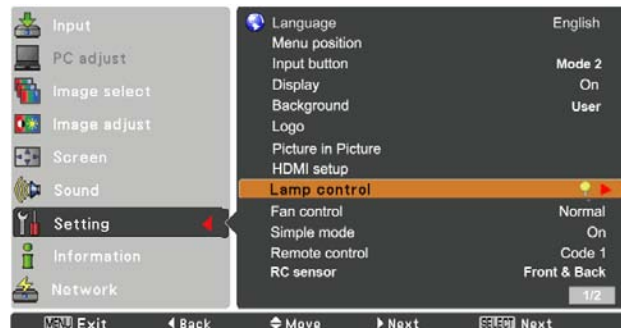 Input
PC adjust
Image select
Image adjust
Screen
Sound
Setting
Information
Network
Language English
Menu position
Input button Mode 2
Display On
Background User
Logo
Picture in Picture
HDMI setup
Lamp control
Fan control Normal
Simple mode On
Remote control Code 1
RC sensor Front & Back
1/2
MENU Exit Back Move Next SELECT Next